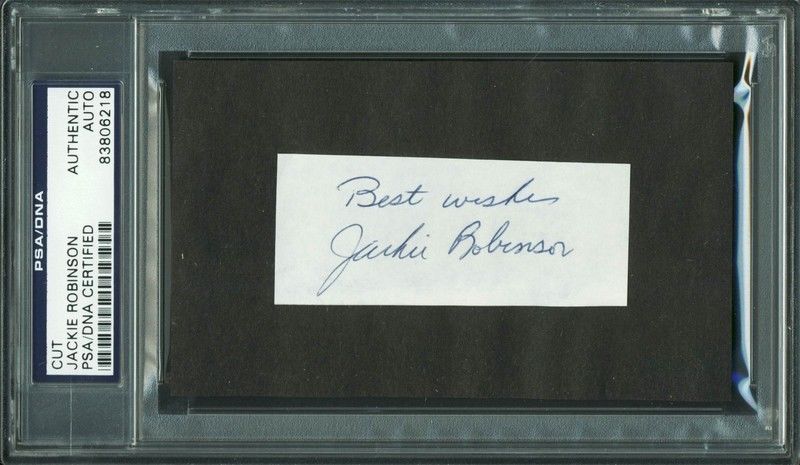 PSA/DNA
CUT
JACKIE ROBINSON
PSA/DNA CERTIFIED
AUTHENTIC
AUTO
83806218
Best wishes
Jackie Robinson